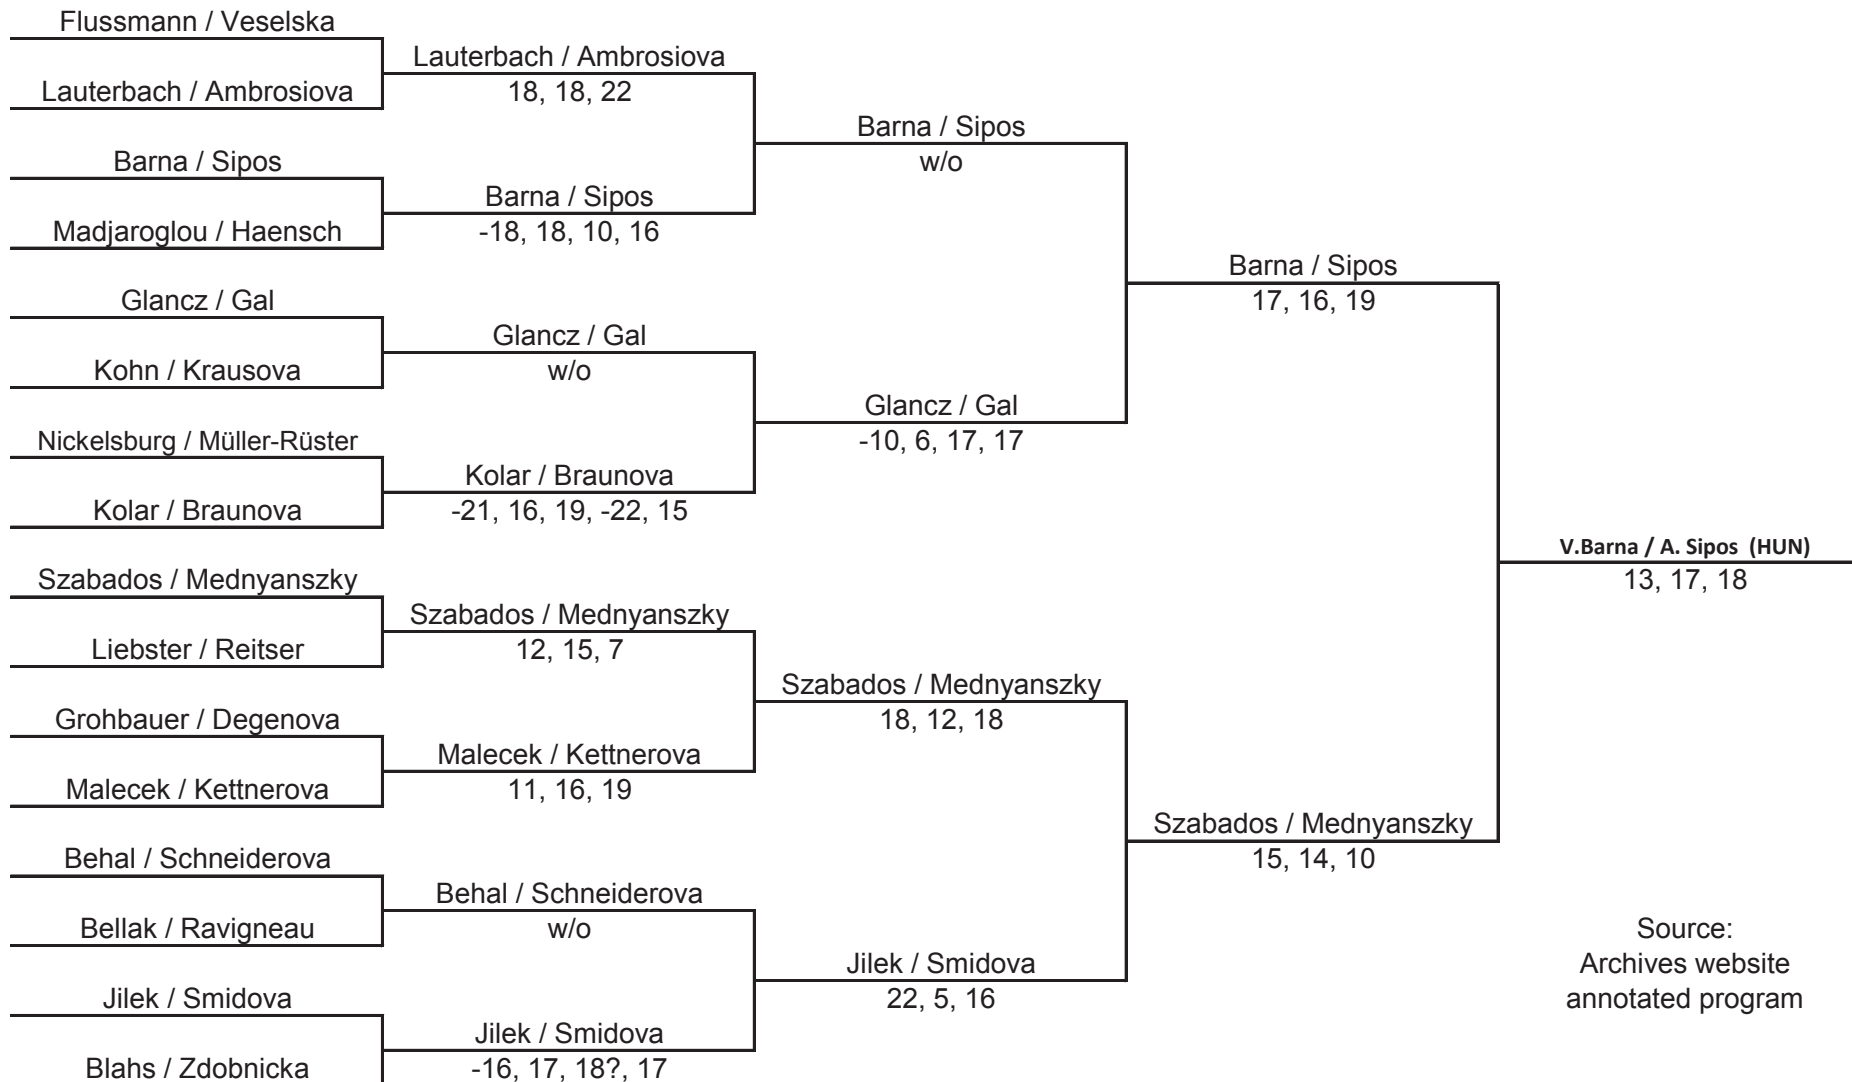 Flussmann / Veselska
Lauterbach / Ambrosiova
Lauterbach / Ambrosiova
18, 18, 22
Barna / Sipos
w/o
Barna / Sipos
Madjaroglou / Haensch
Barna / Sipos
-18, 18, 10, 16
Barna / Sipos
17, 16, 19
Glancz / Gal
Kohn / Krausova
Glancz / Gal
w/o
Glancz / Gal
-10, 6, 17, 17
Nickelsburg / Müller-Rüster
Kolar / Braunova
Kolar / Braunova
-21, 16, 19, -22, 15
V.Barna / A. Sipos (HUN)
13, 17, 18
Szabados / Mednyanszky
Liebster / Reitser
Szabados / Mednyanszky
12, 15, 7
Szabados / Mednyanszky
18, 12, 18
Grohbauer / Degenova
Malecek / Kettnerova
Malecek / Kettnerova
11, 16, 19
Szabados / Mednyanszky
15, 14, 10
Behal / Schneiderova
Bellak / Ravigneau
Behal / Schneiderova
w/o
Jilek / Smidova
22, 5, 16
Jilek / Smidova
Blahs / Zdobnicka
Jilek / Smidova
-16, 17, 18?, 17
Source:
Archives website
annotated program